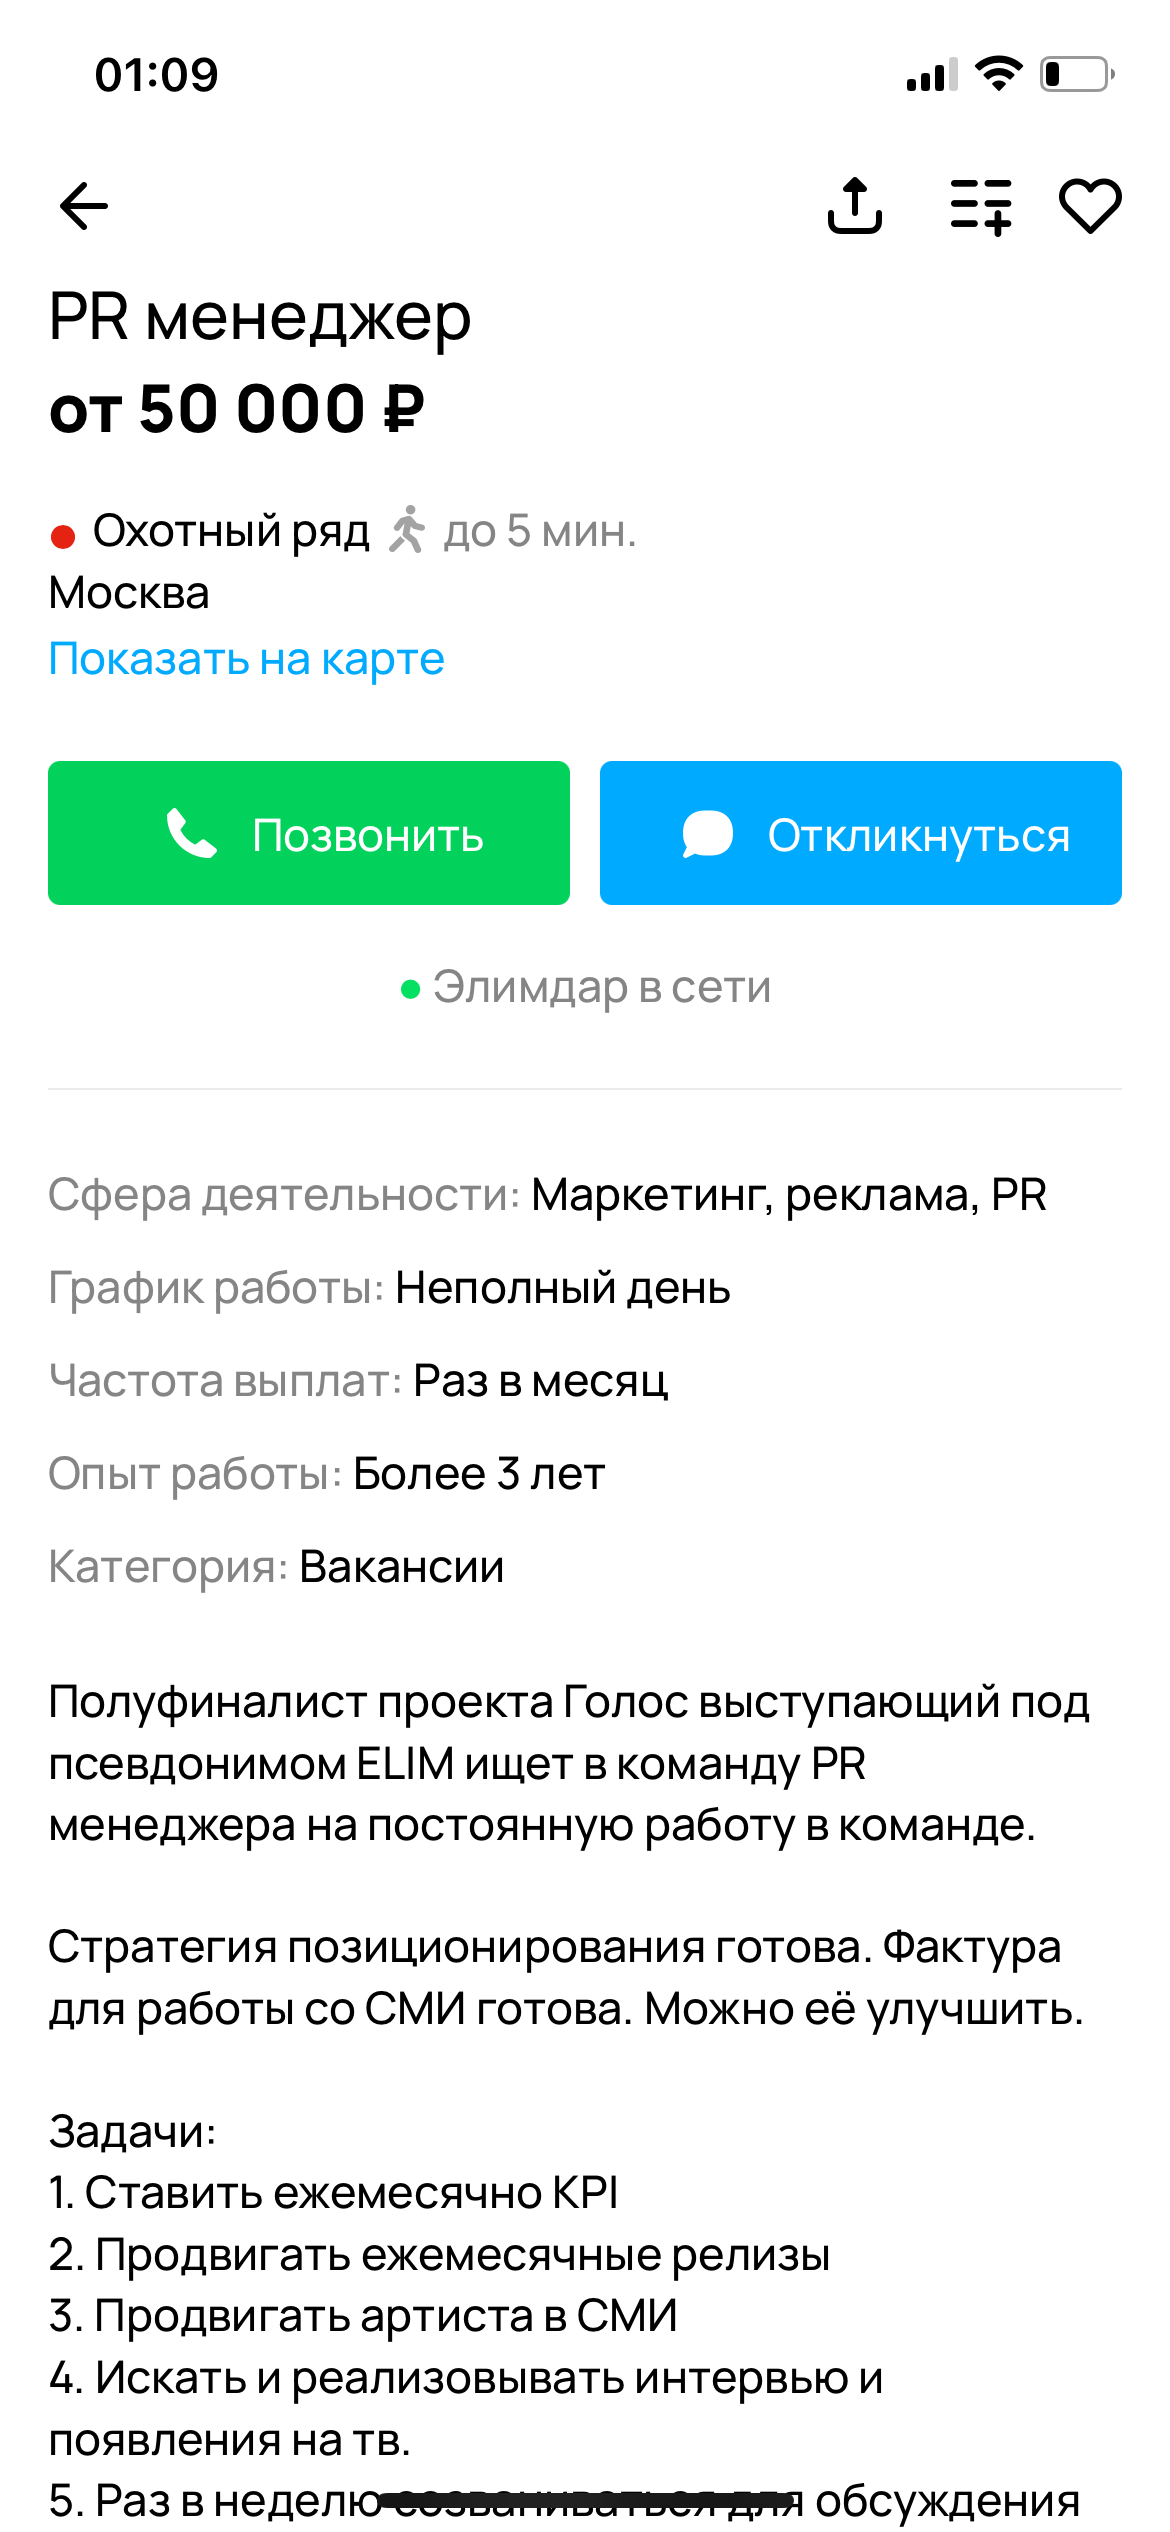 01:09
PR менеджер
от 50 000 ₽
Охотный ряд до 5 мин.
Москва
Показать на карте
Позвонить
Откликнуться
Элимдар в сети
Сфера деятельности: Маркетинг, реклама, PR
График работы: Неполный день
Частота выплат: Раз в месяц
Опыт работы: Более 3 лет
Категория: Вакансии
Полуфиналист проекта Голос выступающий под
псевдонимом ELIM ищет в команду PR
менеджера на постоянную работу в команде.
Стратегия позиционирования готова. Фактура
для работы со СМИ готова. Можно её улучшить.
Задачи:
1. Ставить ежемесячно KPI
2. Продвигать ежемесячные релизы
3. Продвигать артиста в СМИ
4. Искать и реализовывать интервью и
появления на тв.
5. Раз в неделю созваниваться для обсуждения